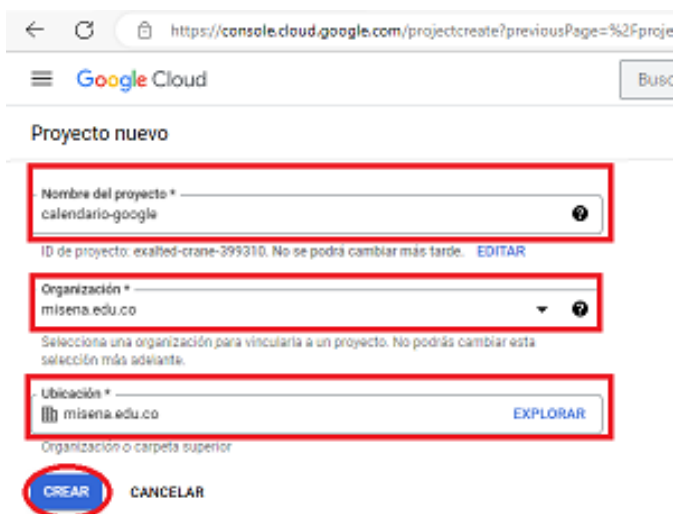 https://console.cloud.google.com/projectcreate?previousPage=%2Fproje
Google Cloud
Busc
Proyecto nuevo
Nombre del proyecto *
calendario-google
ID de proyecto: exalted-crane-399310. No se podrá cambiar más tarde. EDITAR
Organización *
misena.edu.co
Selecciona una organización para vincularla a un proyecto. No podrás cambiar esta
selección más adelante.
Ubicación *
misena.edu.co EXPLORAR
Organización o carpeta superior
CREAR CANCELAR